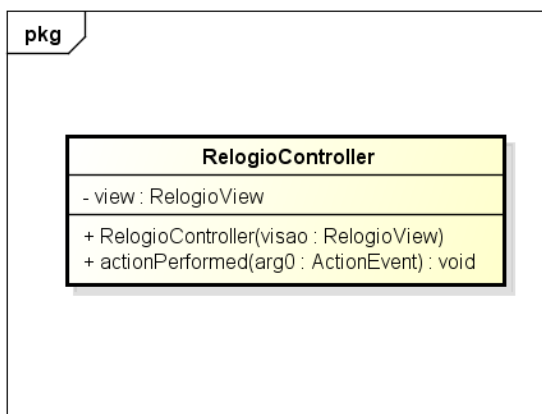 pkg
RelogioController
- view : RelogioView
+ RelogioController(visao : RelogioView)
+ actionPerformed(arg0 : ActionEvent) : void